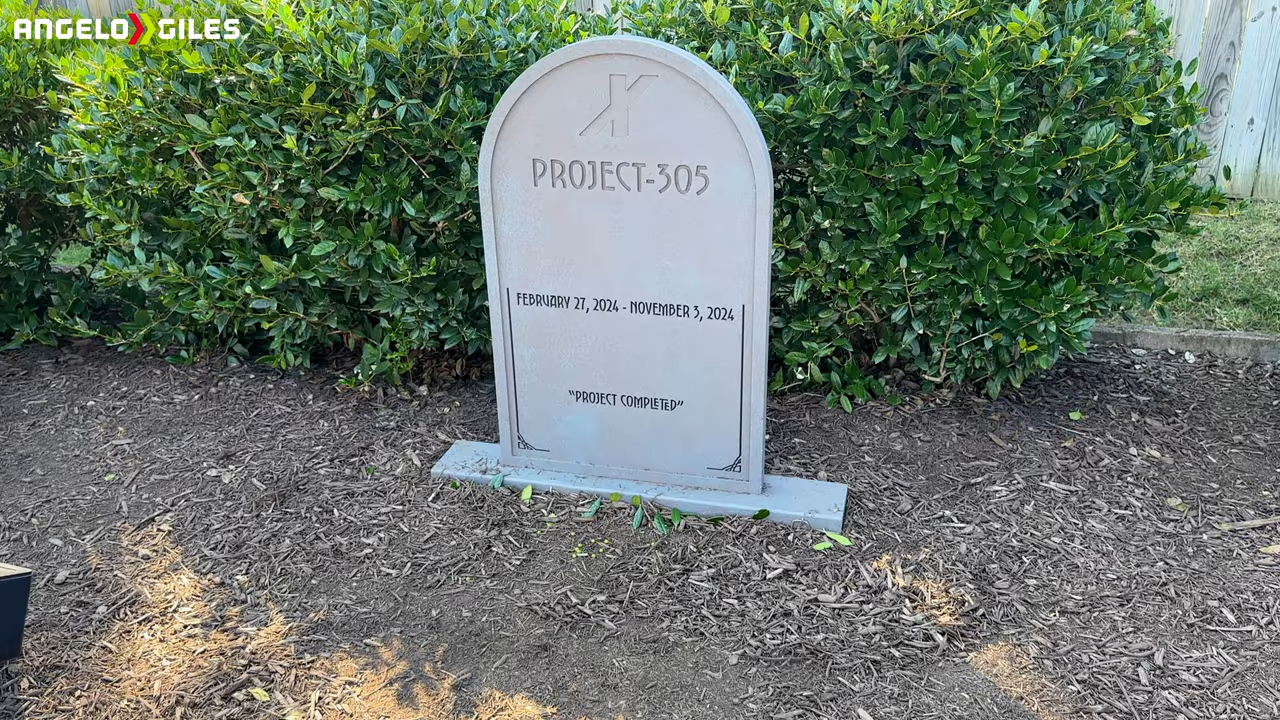 ANGELO GILES.
PROJECT-305
FEBRUARY 27, 2024 - NOVEMBER 3, 2024
"PROJECT COMPLETED"